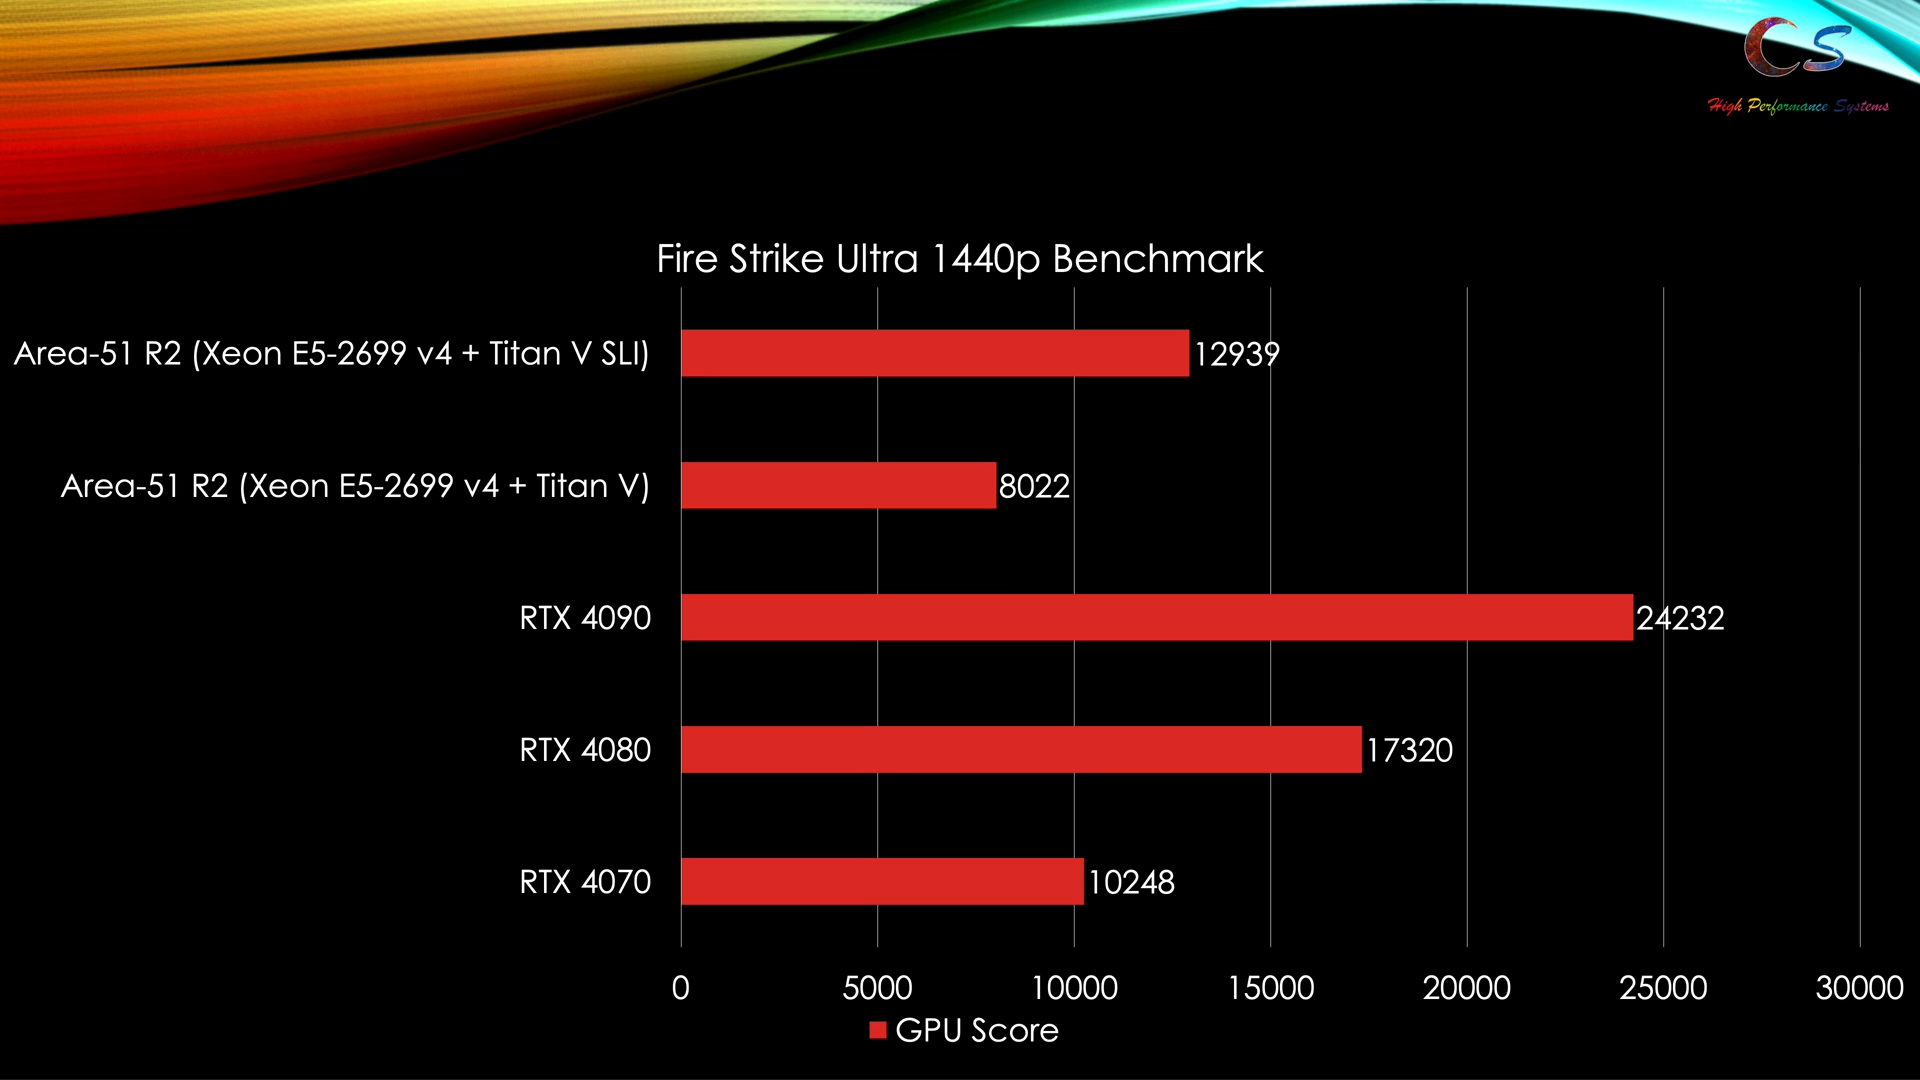 CS
High Performance Systems
Fire Strike Ultra 1440p Benchmark
Area-51 R2 (Xeon E5-2699 v4 + Titan V SLI) 12939
Area-51 R2 (Xeon E5-2699 v4 + Titan V) 8022
RTX 4090 24232
RTX 4080 17320
RTX 4070 10248
0 5000 10000 15000 20000 25000 30000
GPU Score